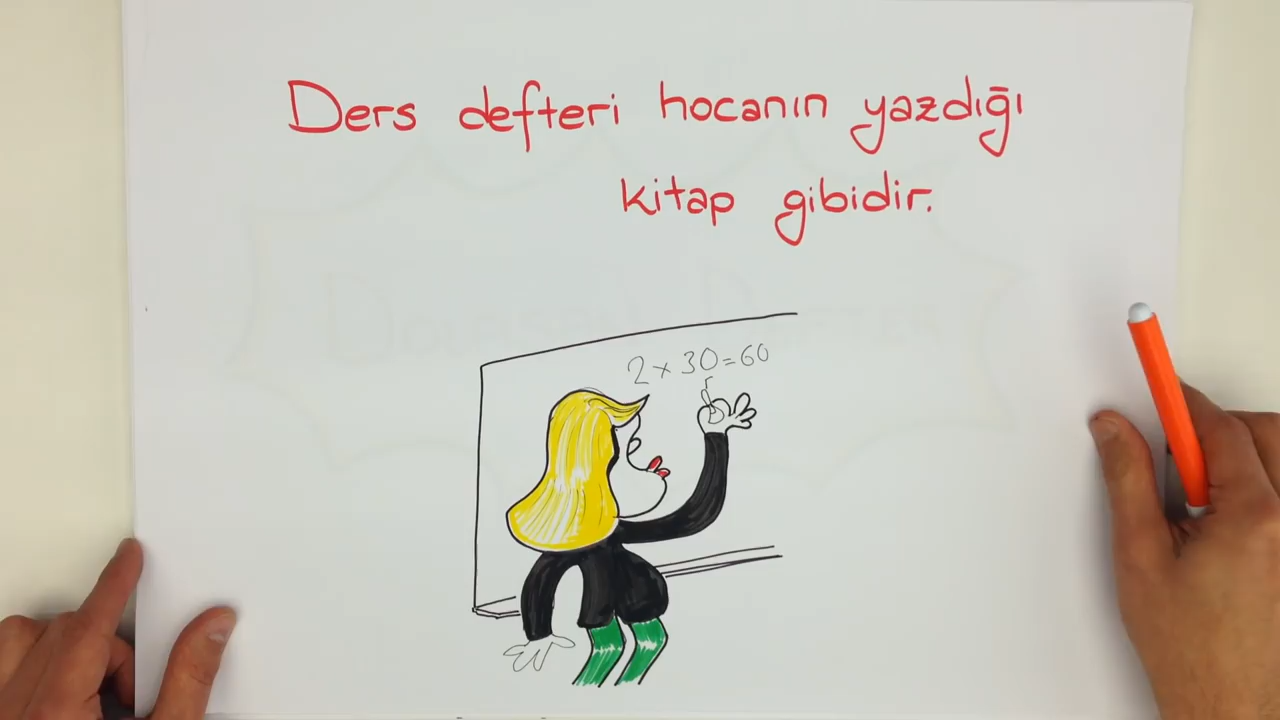 Ders defteri hocanın yazdığı
kitap gibidir.
2 x 30 = 60